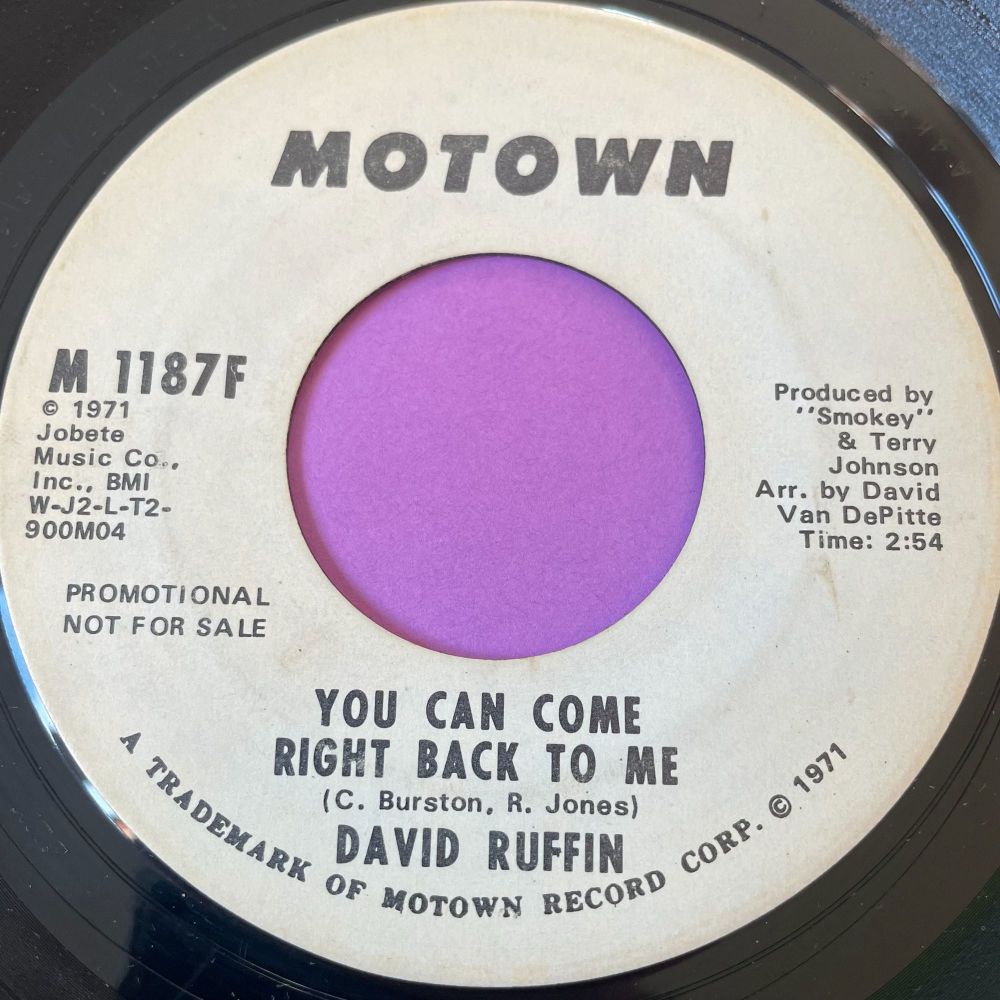 MOTOWN
M 1187F
© 1971
Jobete
Music Co.,
Inc., BMI
W-J2-L-T2-
900M04
PROMOTIONAL
NOT FOR SALE
Produced by
"Smokey"
& Terry
Johnson
Arr. by David
Van DePitte
Time: 2:54
YOU CAN COME
RIGHT BACK TO ME
(C. Burston, R. Jones)
DAVID RUFFIN
A TRADEMARK OF MOTOWN RECORD CORP. © 1971